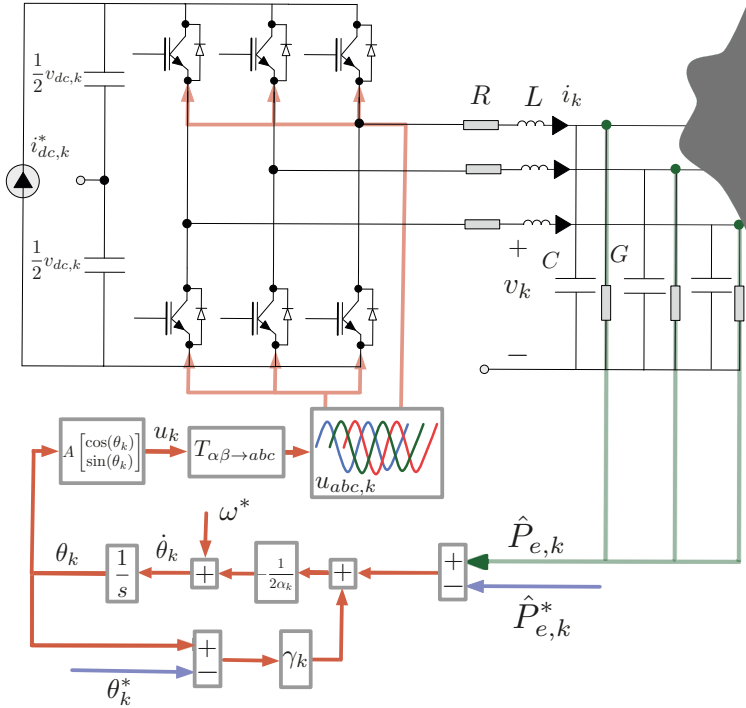 ½ v_{dc,k}
i^*_{dc,k}
½ v_{dc,k}
R L i_k
+ C G
v_k
−
A [cos(θ_k) sin(θ_k)] u_k T_{αβ→abc} u_{abc,k}
ω^*
θ_k 1/s θ̇_k + −1/(2α_k) + + − P̂_{e,k}
P̂^*_{e,k}
+ − γ_k
θ^*_k